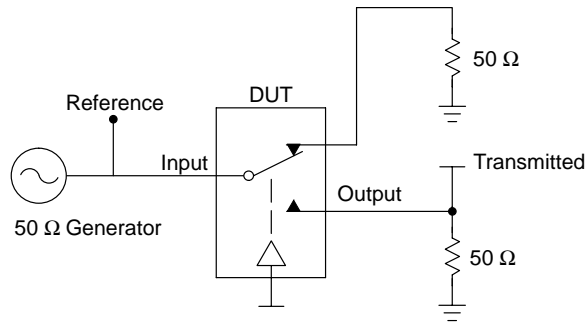 50 Ω
DUT
Reference
Input
Transmitted
Output
50 Ω Generator
50 Ω